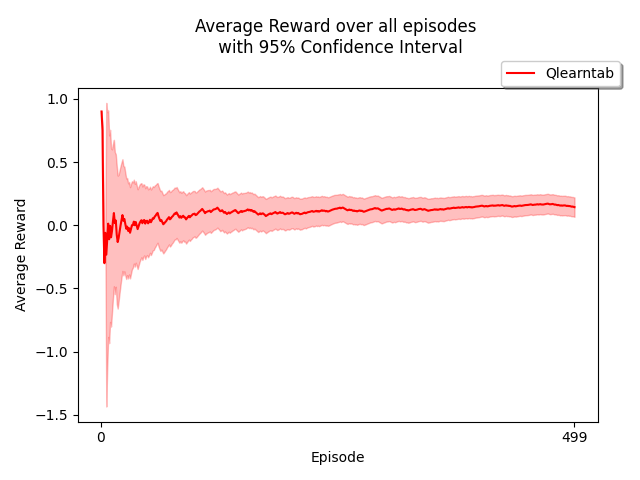 Average Reward over all episodes
with 95% Confidence Interval
Qlearntab
1.0
0.5
0.0
−0.5
−1.0
−1.5
Average Reward
0 499
Episode